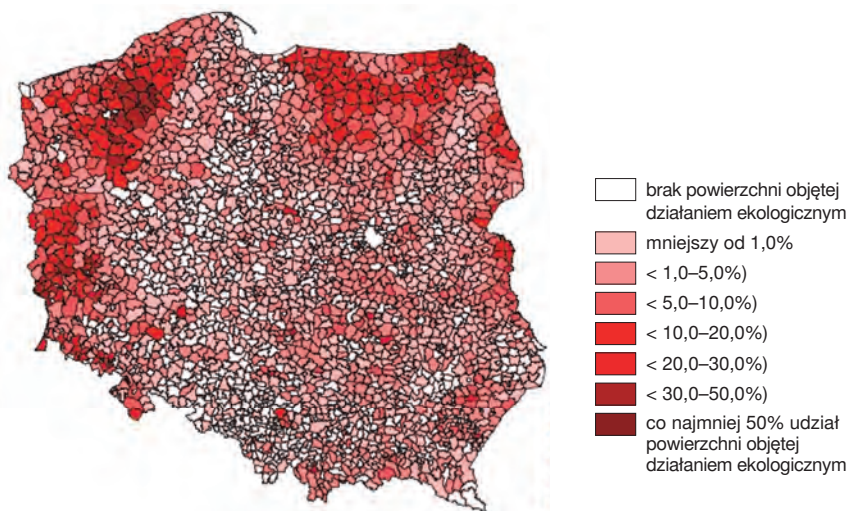 brak powierzchni objętej
działaniem ekologicznym
mniejszy od 1,0%
< 1,0–5,0%)
< 5,0–10,0%)
< 10,0–20,0%)
< 20,0–30,0%)
< 30,0–50,0%)
co najmniej 50% udział
powierzchni objętej
działaniem ekologicznym